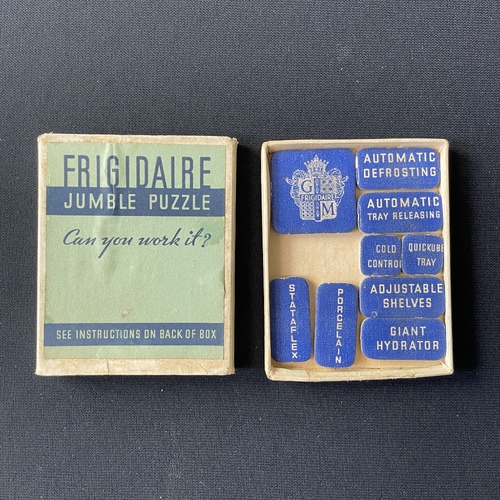 FRIGIDAIRE
JUMBLE PUZZLE
Can you work it?
SEE INSTRUCTIONS ON BACK OF BOX
G M
FRIGIDAIRE
AUTOMATIC
DEFROSTING
AUTOMATIC
TRAY RELEASING
COLD
CONTROL
QUICKUBE
TRAY
ADJUSTABLE
SHELVES
GIANT
HYDRATOR
STATAFLEX
PORCELAIN